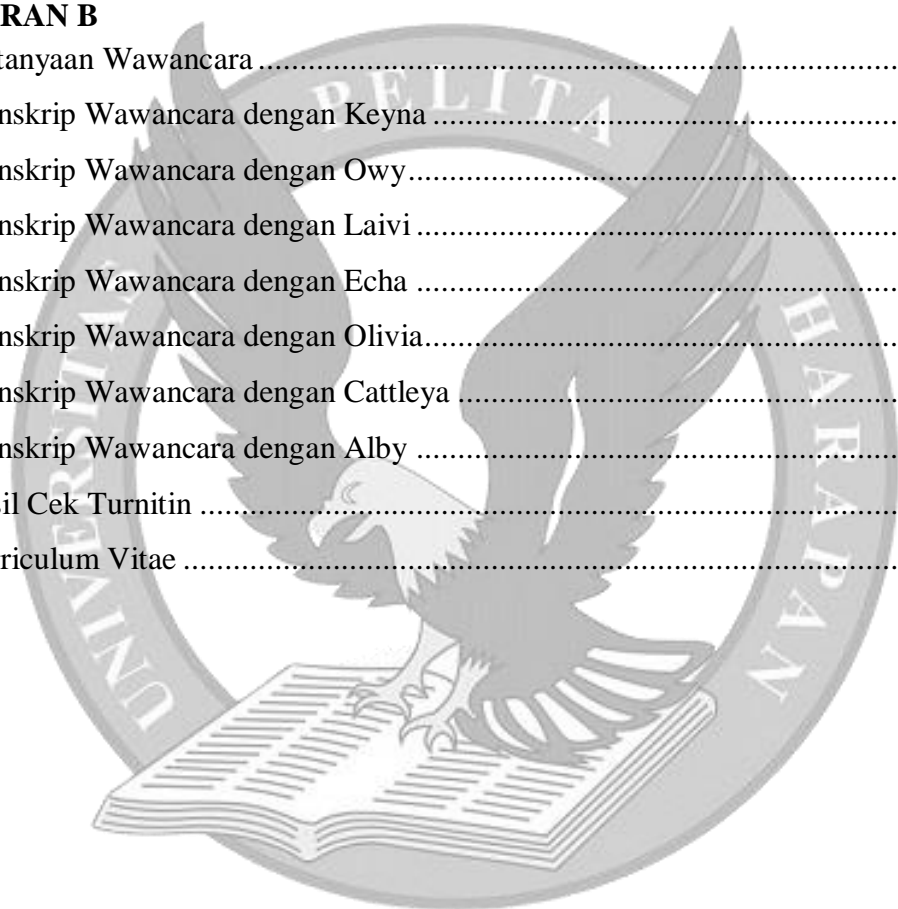 RAN B
tanyaan Wawancara ..........................................................................
nskrip Wawancara dengan Keyna ..........................................................
nskrip Wawancara dengan Owy..............................................................
nskrip Wawancara dengan Laivi ............................................................
nskrip Wawancara dengan Echa ............................................................
nskrip Wawancara dengan Olivia...........................................................
nskrip Wawancara dengan Cattleya .......................................................
nskrip Wawancara dengan Alby ............................................................
il Cek Turnitin ...................................................................................
riculum Vitae .....................................................................................
UNIVERSITAS PELITA HARAPAN